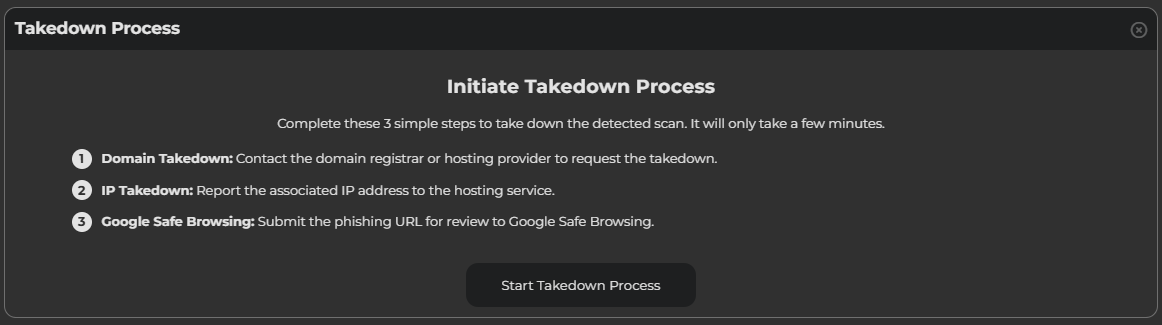 Takedown Process
Initiate Takedown Process
Complete these 3 simple steps to take down the detected scan. It will only take a few minutes.
1 Domain Takedown: Contact the domain registrar or hosting provider to request the takedown.
2 IP Takedown: Report the associated IP address to the hosting service.
3 Google Safe Browsing: Submit the phishing URL for review to Google Safe Browsing.
Start Takedown Process